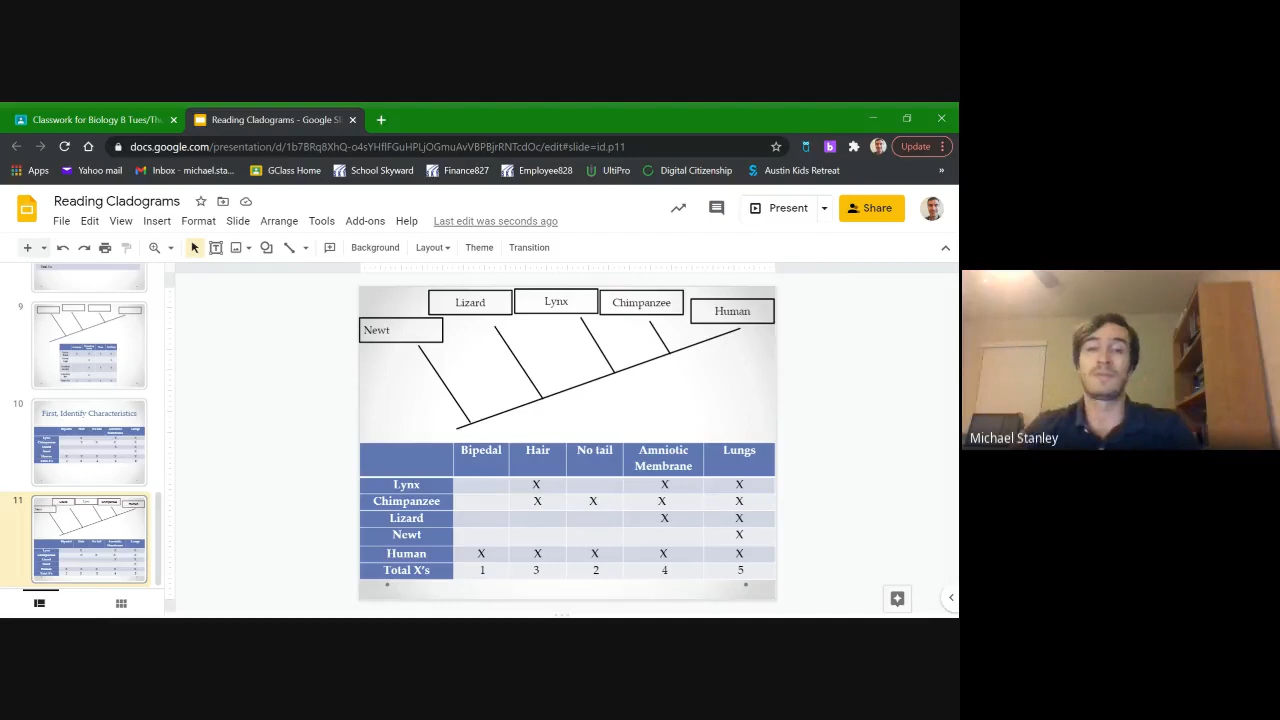 Classwork for Biology B Tues/Thu
Reading Cladograms - Google Sl
docs.google.com/presentation/d/1b7BRq8XhQ-o4sYHflFGuHPLjOGmuAvVBPBjrRNTcdOc/edit#slide=id.p11
Update
Apps Yahoo mail Inbox - michael.sta... GClass Home School Skyward Finance827 Employee828 UltiPro Digital Citizenship Austin Kids Retreat »
Reading Cladograms
File Edit View Insert Format Slide Arrange Tools Add-ons Help Last edit was seconds ago
Present
Share
Background Layout Theme Transition
9
10
First, Identify Characteristics
11
Lizard Lynx Chimpanzee Human
Newt
Bipedal Hair No tail Amniotic Membrane Lungs
Lynx X X X
Chimpanzee X X X X
Lizard X X
Newt X
Human X X X X X
Total X's 1 3 2 4 5
Michael Stanley